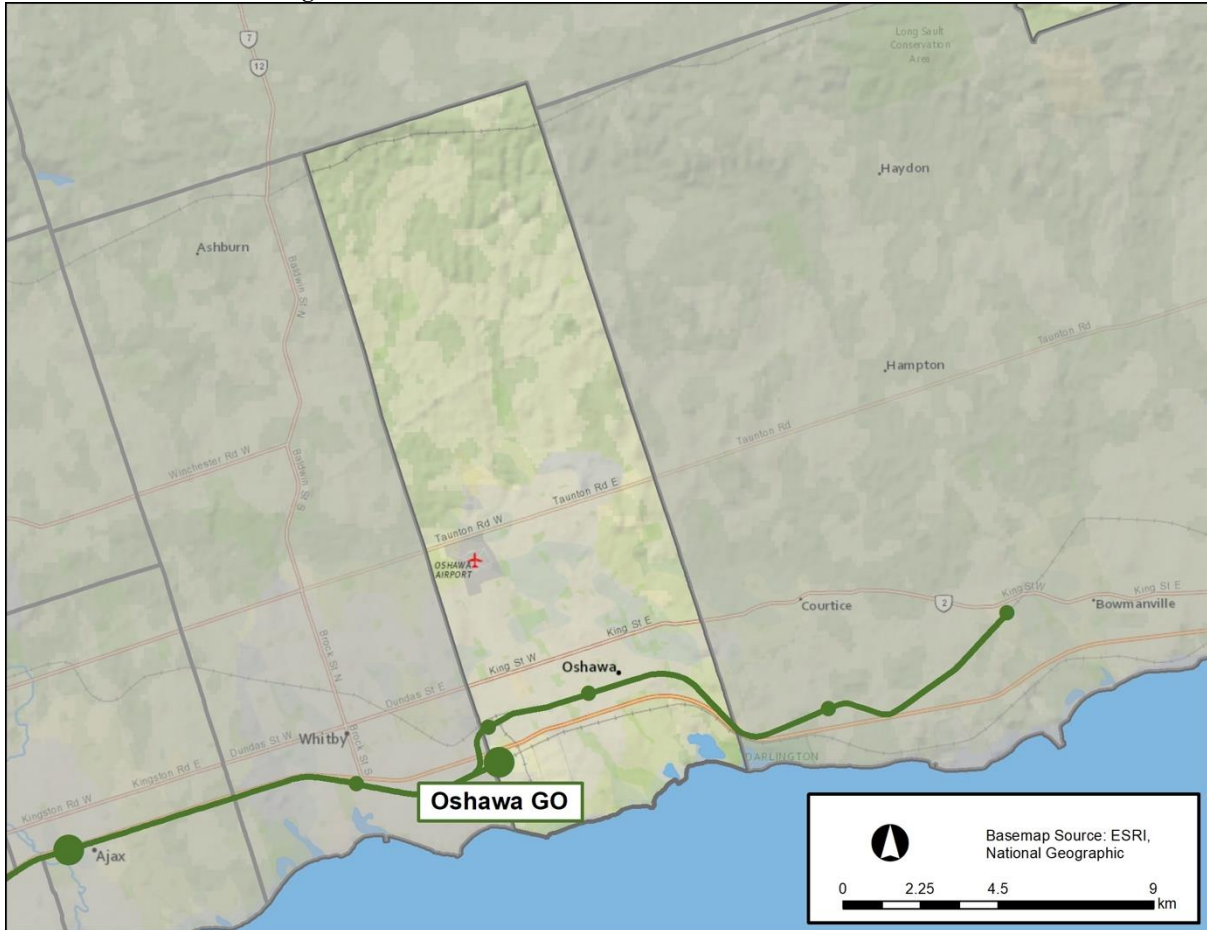 Long Sault
Conservation
Area
7
12
Haydon
Ashburn
Baldwin St N
Taunton Rd
Hampton
Taunton Rd
Winchester Rd W
Baldwin St S
Taunton Rd E
Taunton Rd W
OSHAWA
AIRPORT
King St W
King St E
2
Courtice
Bowmanville
King St E
Brock St N
King St W
Oshawa
Dundas St E
Whitby
Dundas St W
Brock St S
DARLINGTON
Kingston Rd E
Oshawa GO
Kingston Rd W
Ajax
Basemap Source: ESRI,
National Geographic
0 2.25 4.5 9
km